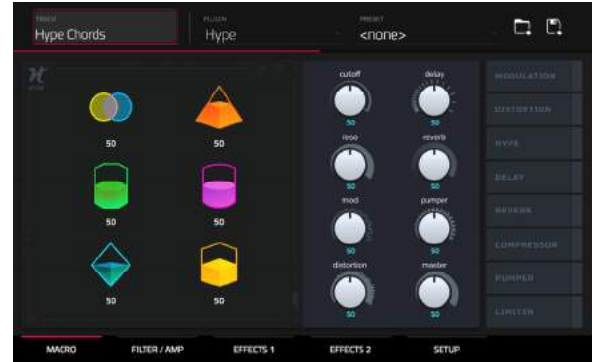 TRACK PLUGIN PRESET
Hype Chords Hype <none>
cutoff delay MODULATION
50 50 DISTORTION
50 50 reso reverb HYPE
50 50 DELAY
mod pumper REVERB
50 50 50 50 COMPRESSOR
distortion master PUMPER
50 50 50 50 LIMITER
MACRO FILTER / AMP EFFECTS 1 EFFECTS 2 SETUP